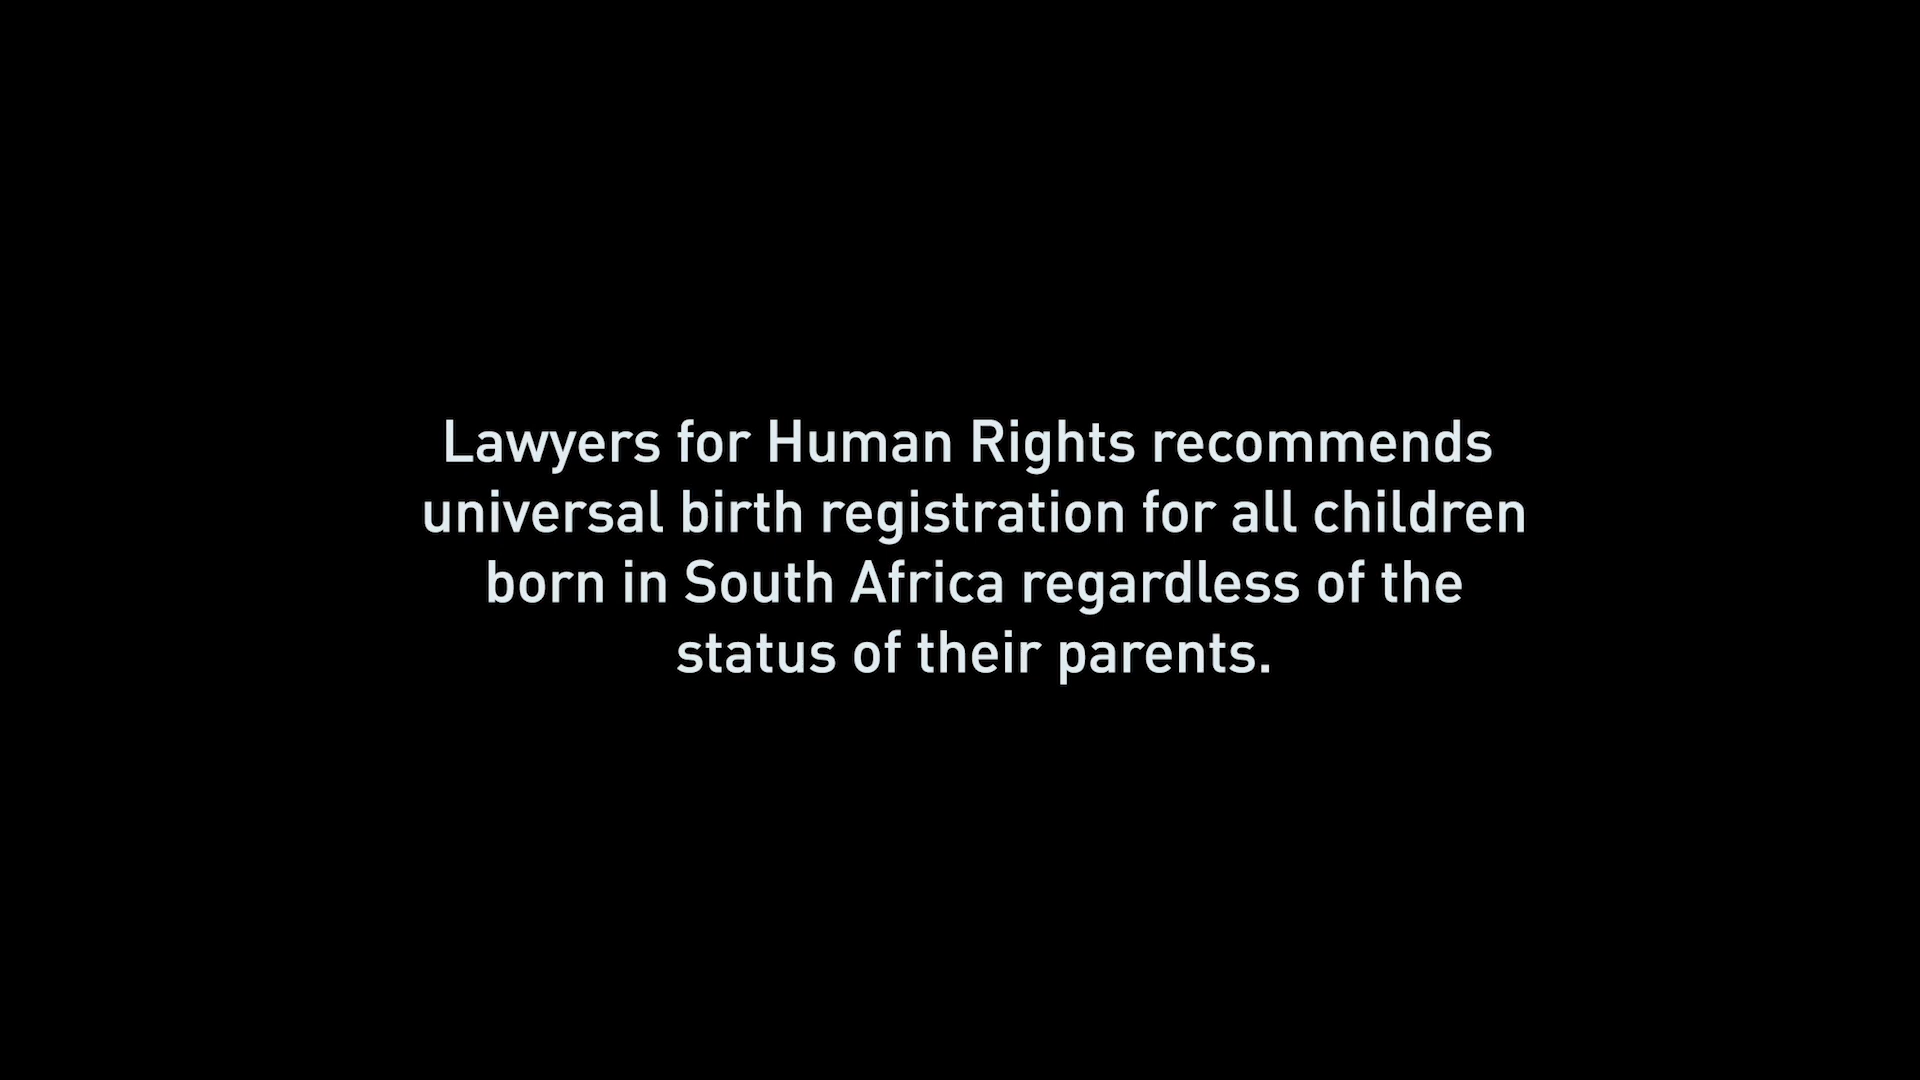 Lawyers for Human Rights recommends
universal birth registration for all children
born in South Africa regardless of the
status of their parents.